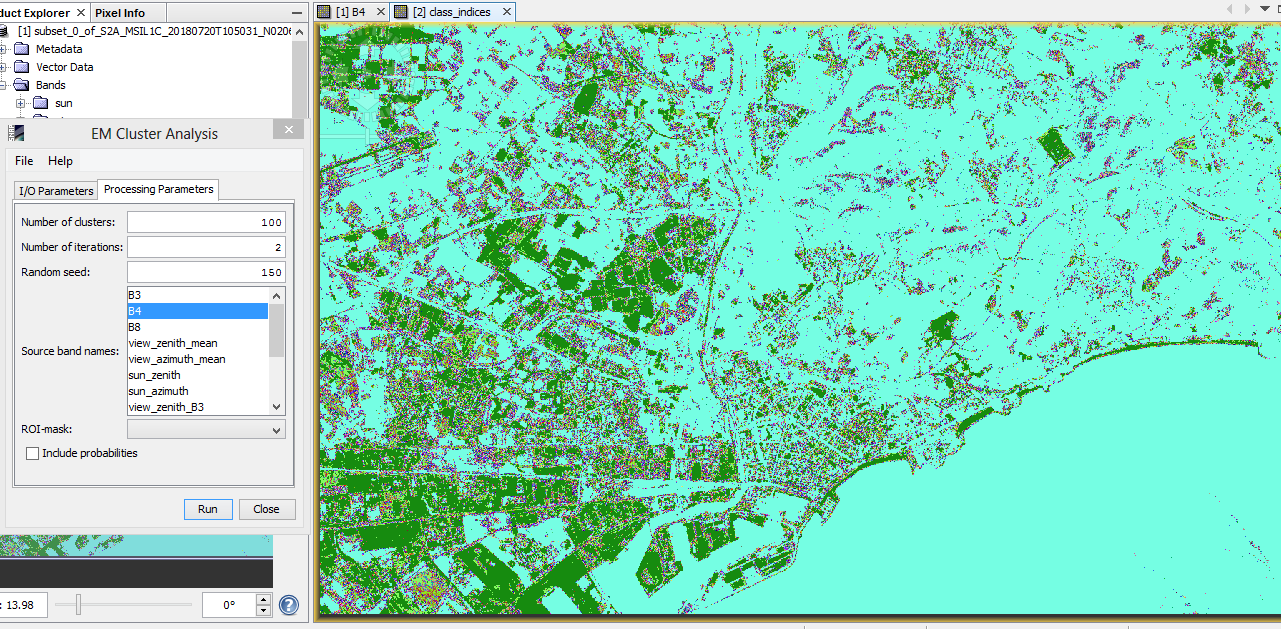 duct Explorer Pixel Info
[1] B4 [2] class_indices
[1] subset_0_of_S2A_MSIL1C_20180720T105031_N0206
Metadata
Vector Data
Bands
sun
EM Cluster Analysis
File Help
I/O Parameters Processing Parameters
Number of clusters: 100
Number of iterations: 2
Random seed: 150
Source band names:
B3
B4
B8
view_zenith_mean
view_azimuth_mean
sun_zenith
sun_azimuth
view_zenith_B3
ROI-mask:
Include probabilities
Run Close
: 13.98 0° ?